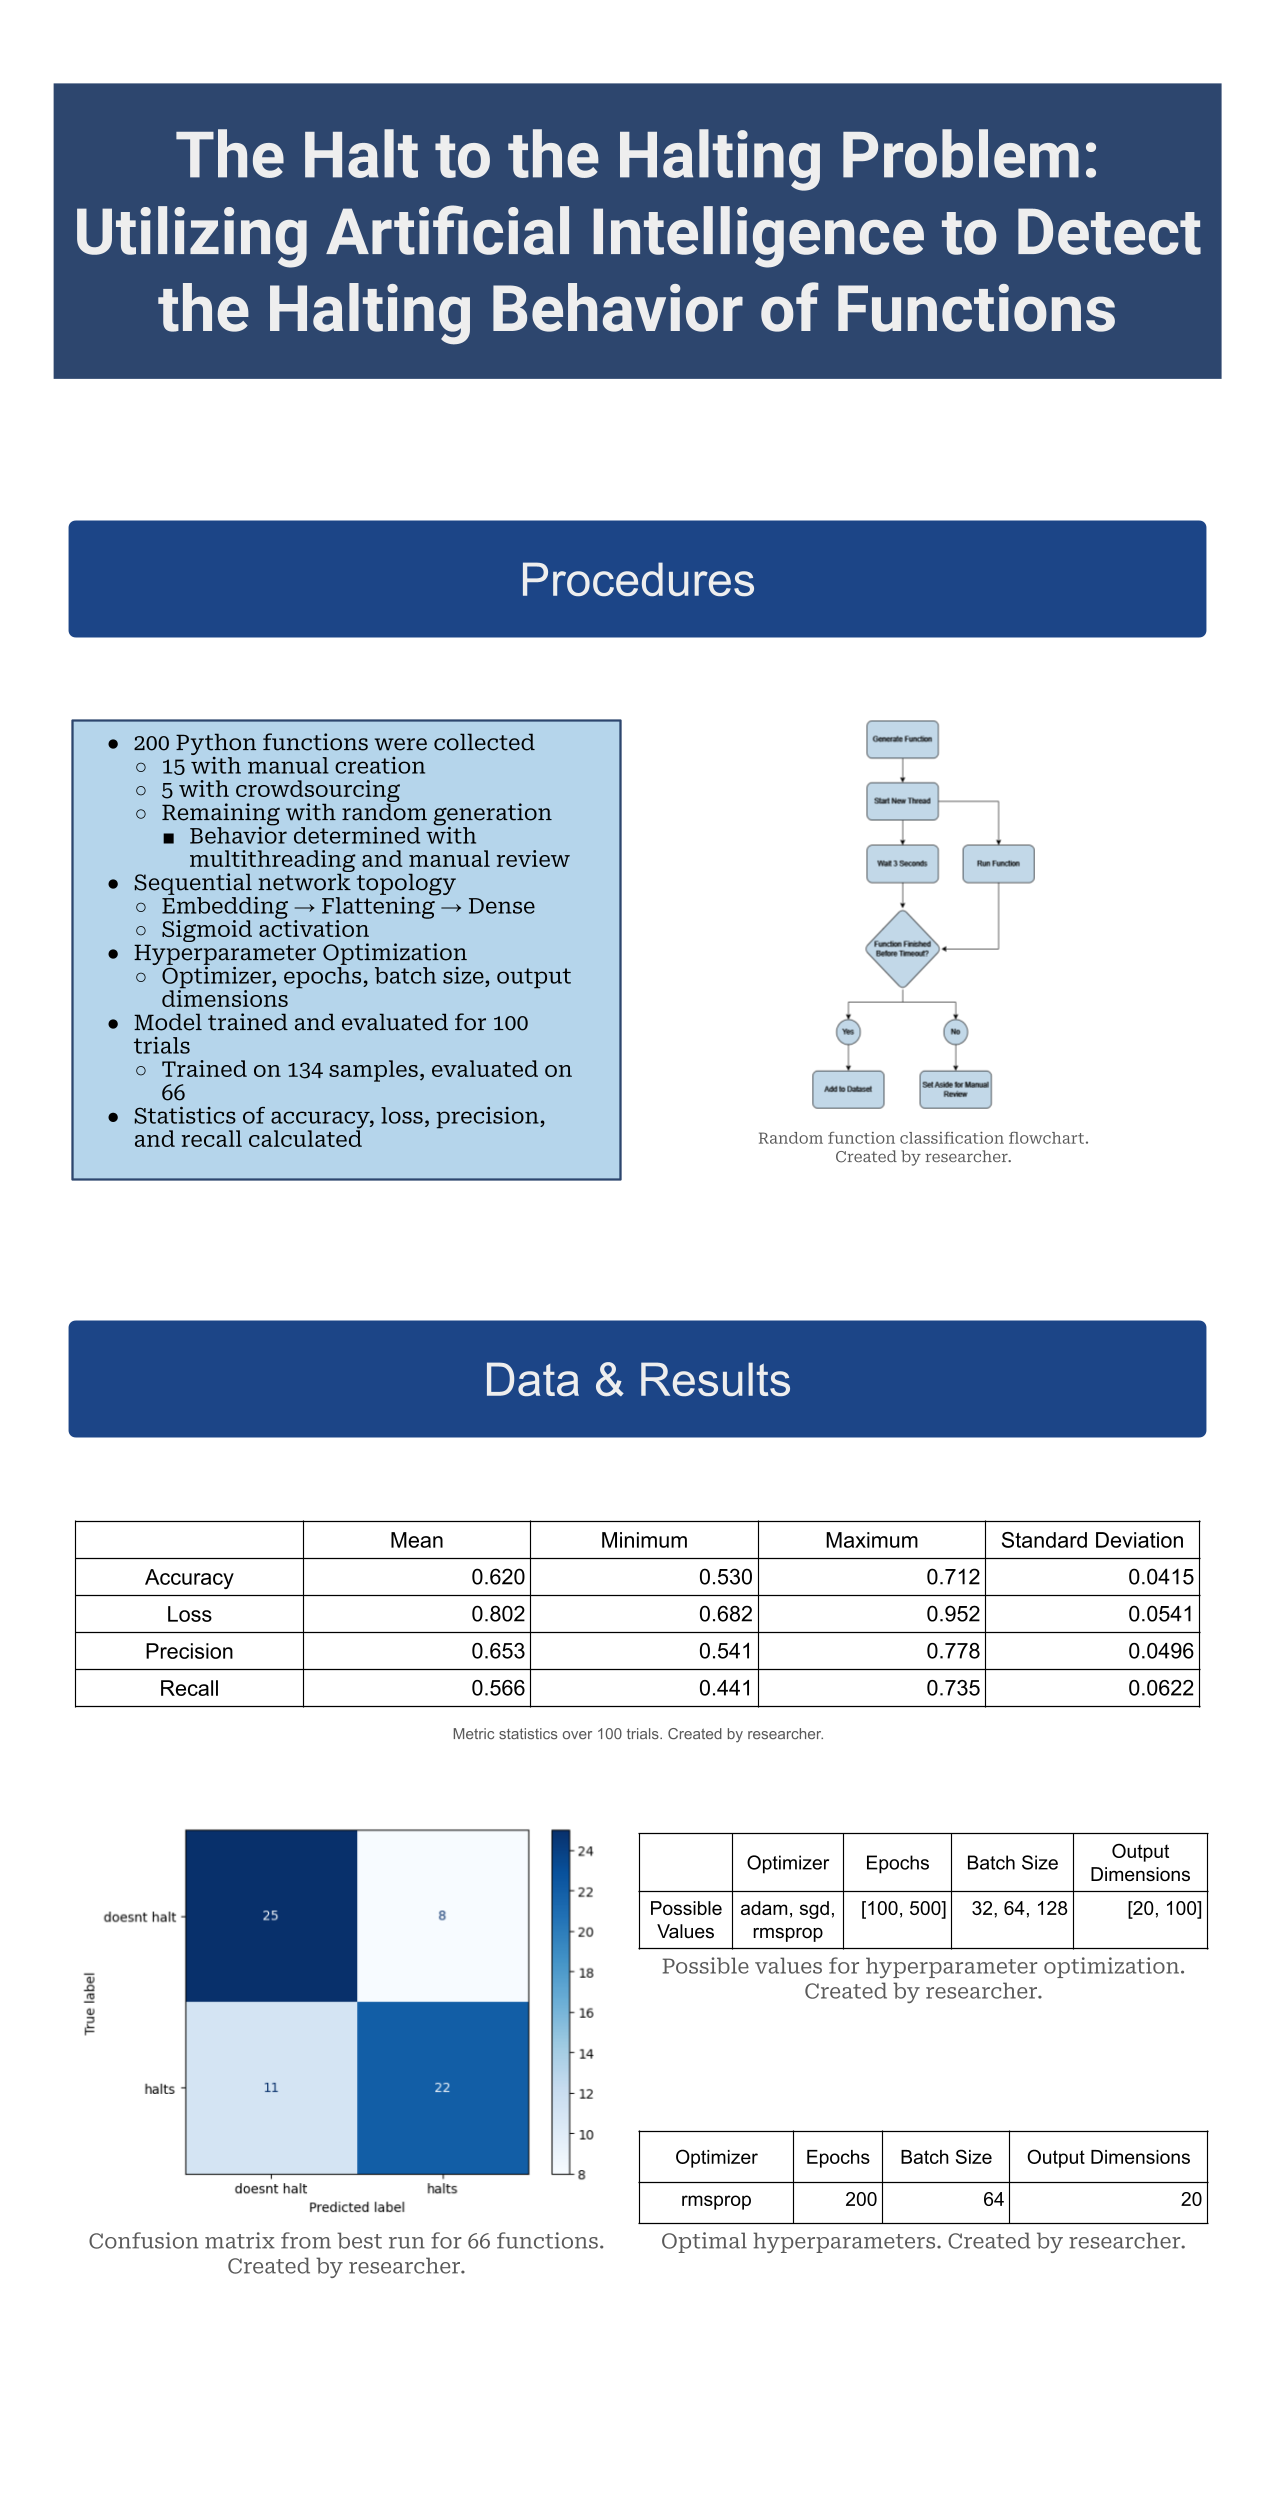 The Halt to the Halting Problem:
Utilizing Artificial Intelligence to Detect
the Halting Behavior of Functions
Procedures
● 200 Python functions were collected
○ 15 with manual creation
○ 5 with crowdsourcing
○ Remaining with random generation
■ Behavior determined with
multithreading and manual review
● Sequential network topology
○ Embedding → Flattening → Dense
○ Sigmoid activation
● Hyperparameter Optimization
○ Optimizer, epochs, batch size, output
dimensions
● Model trained and evaluated for 100
trials
○ Trained on 134 samples, evaluated on
66
● Statistics of accuracy, loss, precision,
and recall calculated
Generate Function
Start New Thread
Wait 3 Seconds
Run Function
Function Finished
Before Timeout?
Yes
No
Add to Dataset
Set Aside for Manual
Review
Random function classification flowchart.
Created by researcher.
Data & Results
Mean Minimum Maximum Standard Deviation
Accuracy 0.620 0.530 0.712 0.0415
Loss 0.802 0.682 0.952 0.0541
Precision 0.653 0.541 0.778 0.0496
Recall 0.566 0.441 0.735 0.0622
Metric statistics over 100 trials. Created by researcher.
True label
doesnt halt
halts
25 8
11 22
doesnt halt halts
Predicted label
24
22
20
18
16
14
12
10
8
Confusion matrix from best run for 66 functions.
Created by researcher.
Optimizer Epochs Batch Size Output
Dimensions
Possible adam, sgd, [100, 500] 32, 64, 128 [20, 100]
Values rmsprop
Possible values for hyperparameter optimization.
Created by researcher.
Optimizer Epochs Batch Size Output Dimensions
rmsprop 200 64 20
Optimal hyperparameters. Created by researcher.